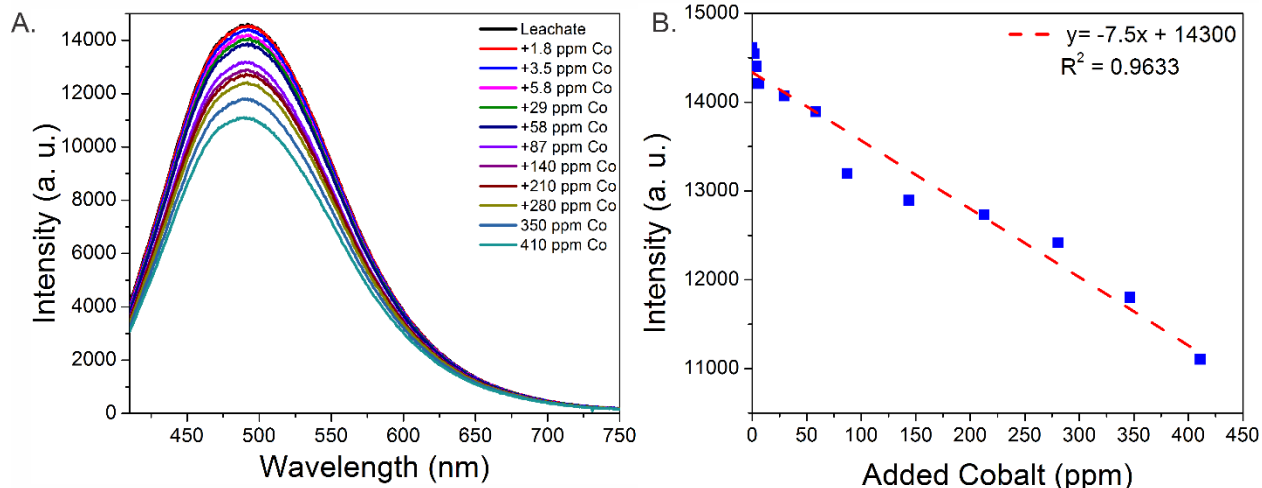 A.
14000
12000
10000
8000
6000
4000
2000
0
Intensity (a. u.)
450
500
550
600
650
700
750
Wavelength (nm)
Leachate
+1.8 ppm Co
+3.5 ppm Co
+5.8 ppm Co
+29 ppm Co
+58 ppm Co
+87 ppm Co
+140 ppm Co
+210 ppm Co
+280 ppm Co
350 ppm Co
410 ppm Co
B.
15000
14000
13000
12000
11000
Intensity (a. u.)
0
50
100
150
200
250
300
350
400
450
Added Cobalt (ppm)
y= -7.5x + 14300
R² = 0.9633